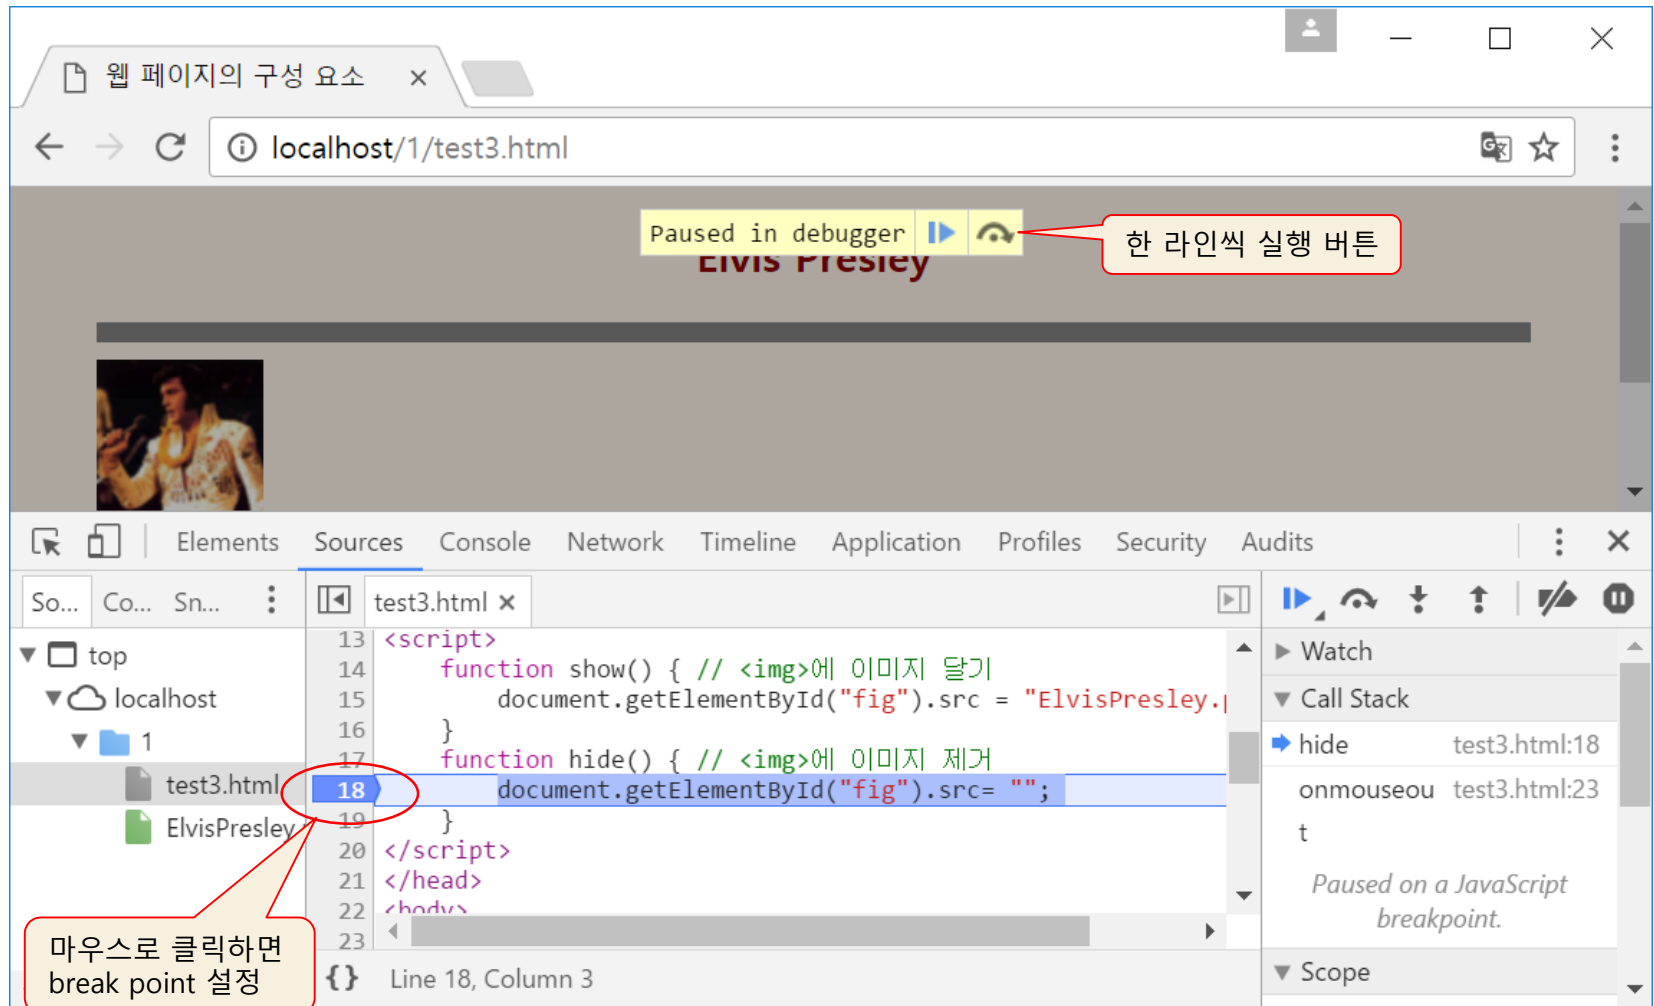 웹 페이지의 구성 요소
localhost/1/test3.html
Paused in debugger
한 라인씩 실행 버튼
Elvis Presley
Elements Sources Console Network Timeline Application Profiles Security Audits
So... Co... Sn...
test3.html
top
localhost
1
test3.html
ElvisPresley
13 <script>
14 function show() { // <img>에 이미지 달기
15 document.getElementById("fig").src = "ElvisPresley.
16 }
17 function hide() { // <img>에 이미지 제거
18 document.getElementById("fig").src= "";
19 }
20 </script>
21 </head>
22 <body>
23
{} Line 18, Column 3
마우스로 클릭하면
break point 설정
Watch
Call Stack
hide test3.html:18
onmouseou test3.html:23
t
Paused on a JavaScript
breakpoint.
Scope